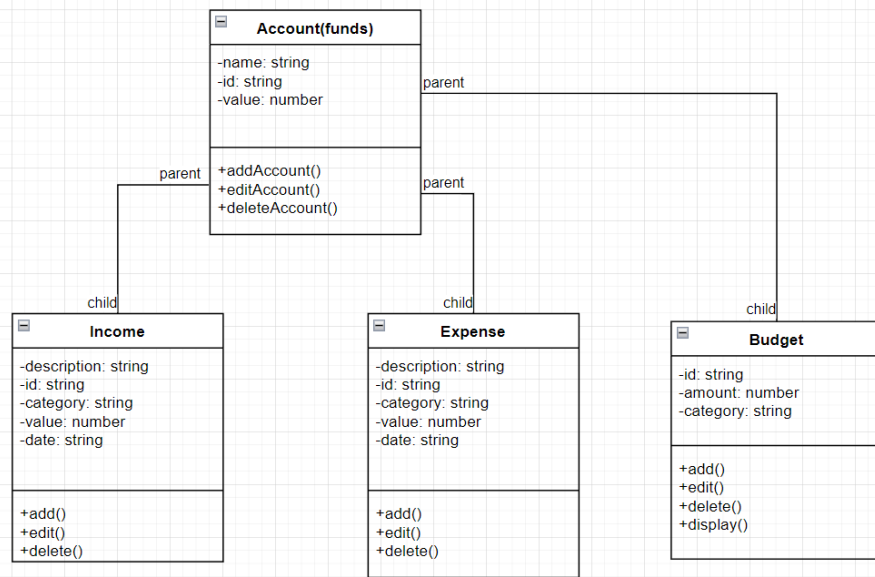 Account(funds)
-name: string
-id: string
-value: number
+addAccount()
+editAccount()
+deleteAccount()
parent
parent
parent
child
child
child
Income
-description: string
-id: string
-category: string
-value: number
-date: string
+add()
+edit()
+delete()
Expense
-description: string
-id: string
-category: string
-value: number
-date: string
+add()
+edit()
+delete()
Budget
-id: string
-amount: number
-category: string
+add()
+edit()
+delete()
+display()